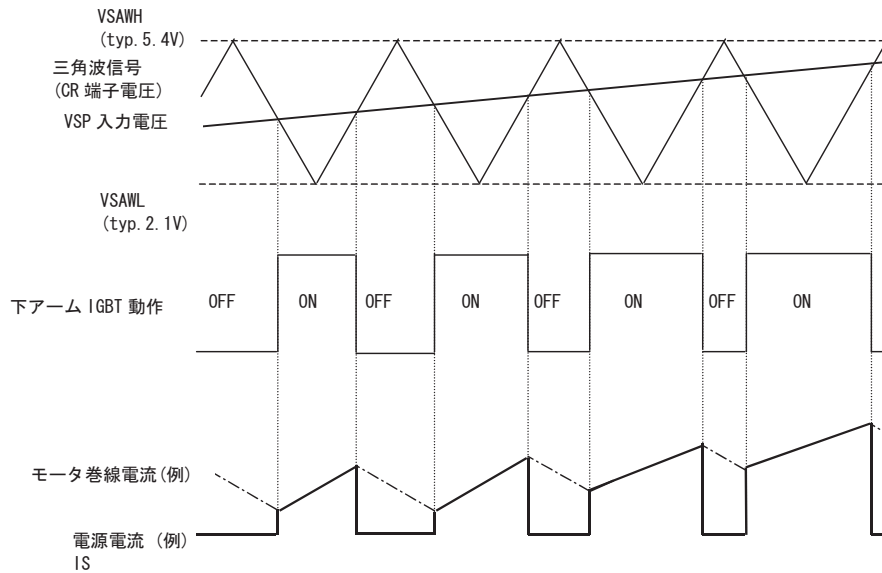 VSAWH
(typ.5.4V)
三角波信号
(CR 端子電圧)
VSP 入力電圧
VSAWL
(typ.2.1V)
下アーム IGBT 動作
OFF ON OFF ON OFF ON OFF ON
モータ巻線電流(例)
電源電流 (例)
IS